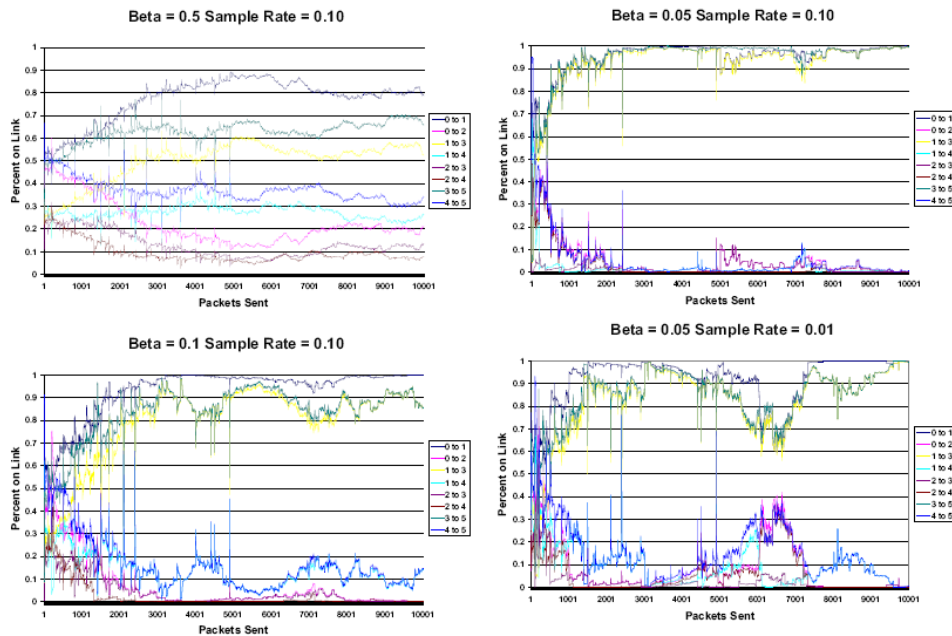 Beta = 0.5 Sample Rate = 0.10
Percent on Link
1
0.9
0.8
0.7
0.6
0.5
0.4
0.3
0.2
0.1
0
1 1001 2001 3001 4001 5001 6001 7001 8001 9001 10001
Packets Sent
0 to 1
0 to 2
1 to 3
1 to 4
2 to 3
2 to 4
3 to 5
4 to 5
Beta = 0.05 Sample Rate = 0.10
Percent on Link
1
0.9
0.8
0.7
0.6
0.5
0.4
0.3
0.2
0.1
0
1 1001 2001 3001 4001 5001 6001 7001 8001 9001 10001
Packets Sent
0 to 1
0 to 2
1 to 3
1 to 4
2 to 3
2 to 4
3 to 5
4 to 5
Beta = 0.1 Sample Rate = 0.10
Percent on Link
1
0.9
0.8
0.7
0.6
0.5
0.4
0.3
0.2
0.1
0
1 1001 2001 3001 4001 5001 6001 7001 8001 9001 10001
Packets Sent
0 to 1
0 to 2
1 to 3
1 to 4
2 to 3
2 to 4
3 to 5
4 to 5
Beta = 0.05 Sample Rate = 0.01
Percent on Link
1
0.9
0.8
0.7
0.6
0.5
0.4
0.3
0.2
0.1
0
1 1001 2001 3001 4001 5001 6001 7001 8001 9001 10001
Packets Sent
0 to 1
0 to 2
1 to 3
1 to 4
2 to 3
2 to 4
3 to 5
4 to 5